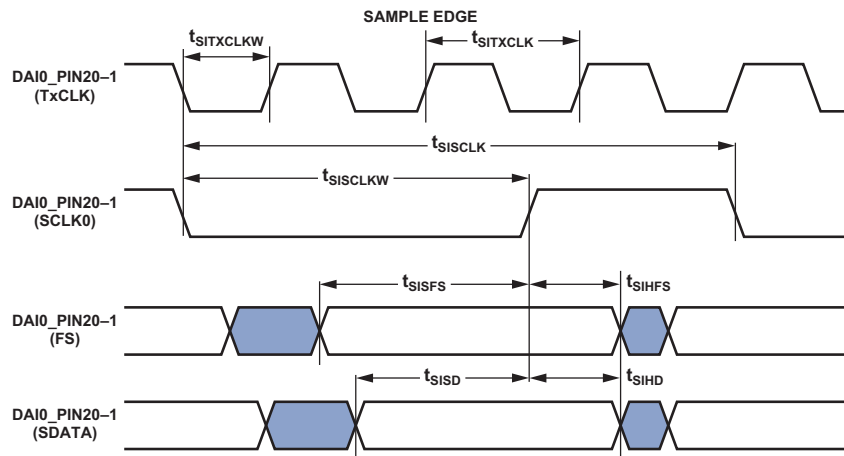 SAMPLE EDGE
tSITXCLKW
tSITXCLK
DAI0_PIN20–1
(TxCLK)
tSISCLK
tSISCLKW
DAI0_PIN20–1
(SCLK0)
tSISFS
tSIHFS
DAI0_PIN20–1
(FS)
tSISD
tSIHD
DAI0_PIN20–1
(SDATA)